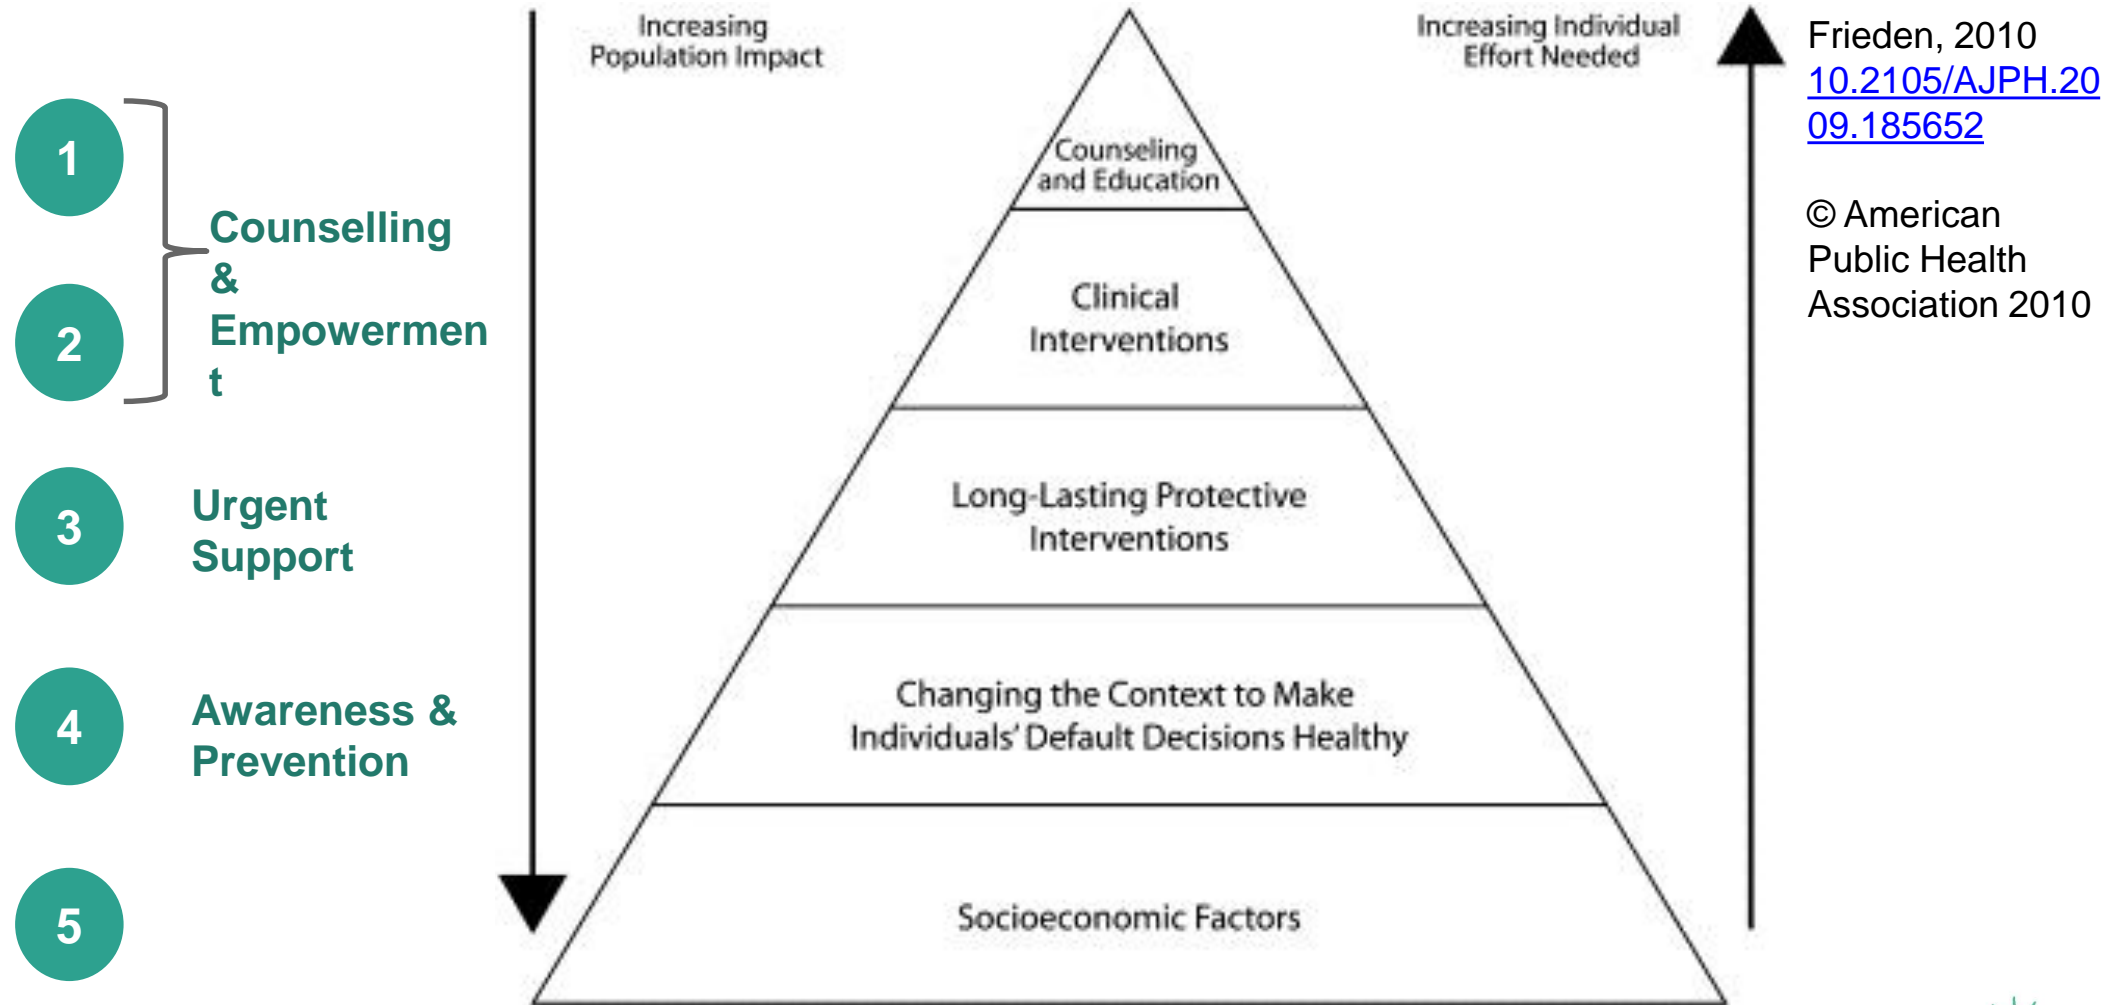 1
2
3
4
5
Counselling
&
Empowermen
t
Urgent
Support
Awareness &
Prevention
Increasing
Population Impact
Counseling
and Education
Clinical
Interventions
Long-Lasting Protective
Interventions
Changing the Context to Make
Individuals' Default Decisions Healthy
Socioeconomic Factors
Increasing Individual
Effort Needed
Frieden, 2010
10.2105/AJPH.20
09.185652
© American
Public Health
Association 2010